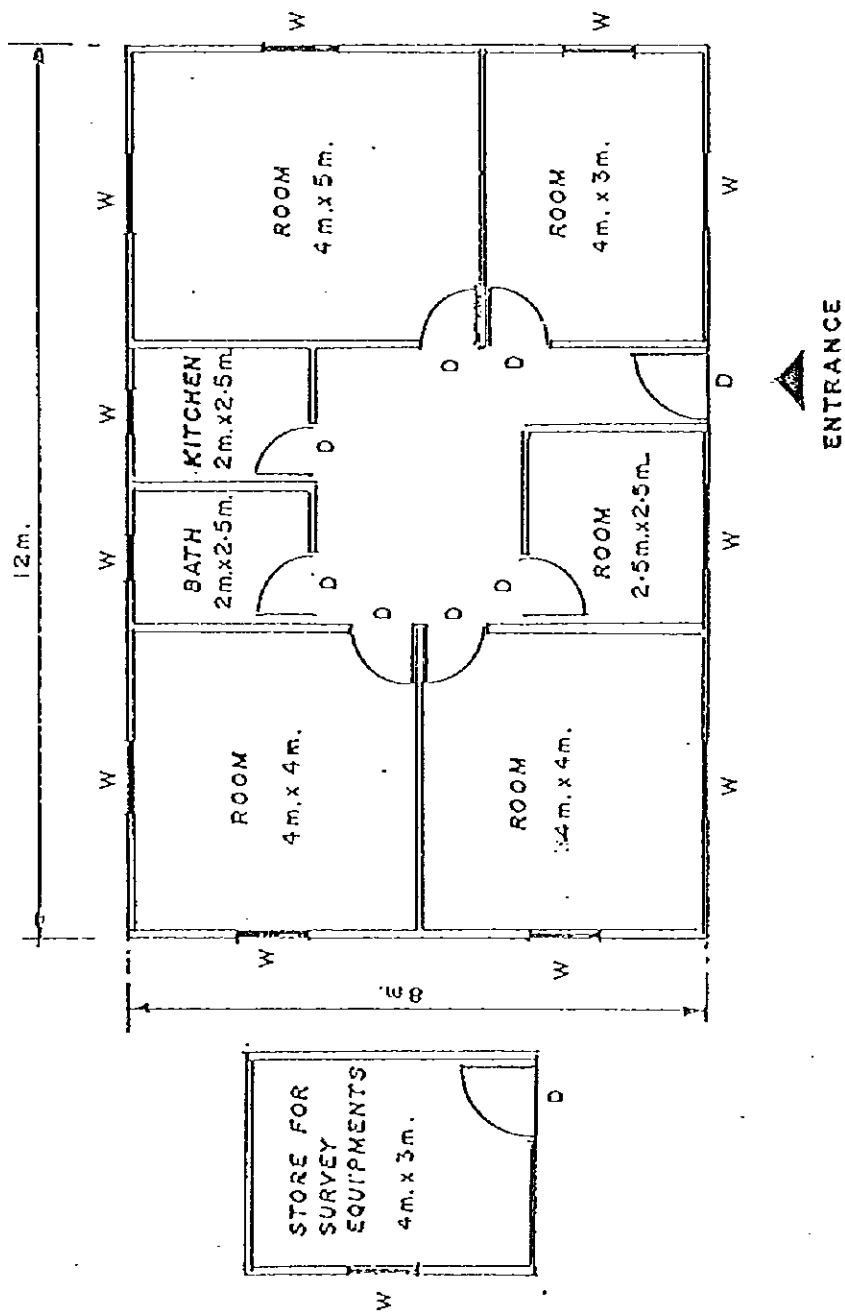 12m.
W
W
W
W
STORE FOR
SURVEY
EQUIPMENTS
4m. x 3m.
W
D
8m.
W
W
ROOM
4m. x 4m.
BATH
2m. x 2·5m.
KITCHEN
2m. x 2·5m
ROOM
4m. x 5m.
W
D
D
D
D
D
D
D
ROOM
4m. x 4m.
ROOM
2·5m. x 2·5m.
ROOM
4m. x 3m.
W
W
W
D
W
ENTRANCE